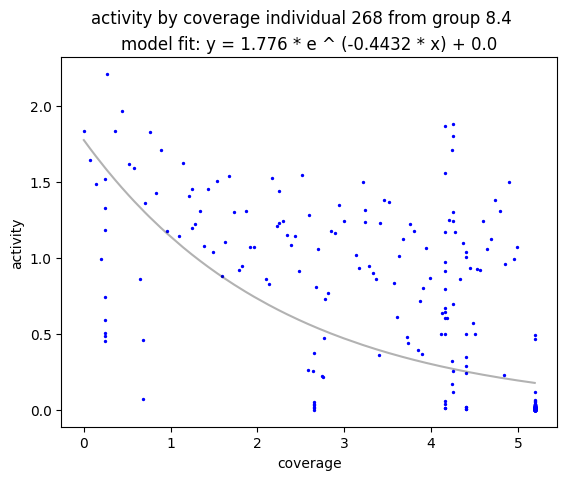 activity by coverage individual 268 from group 8.4
model fit: y = 1.776 * e ^ (-0.4432 * x) + 0.0
2.0
1.5
1.0
0.5
0.0
activity
0 1 2 3 4 5
coverage